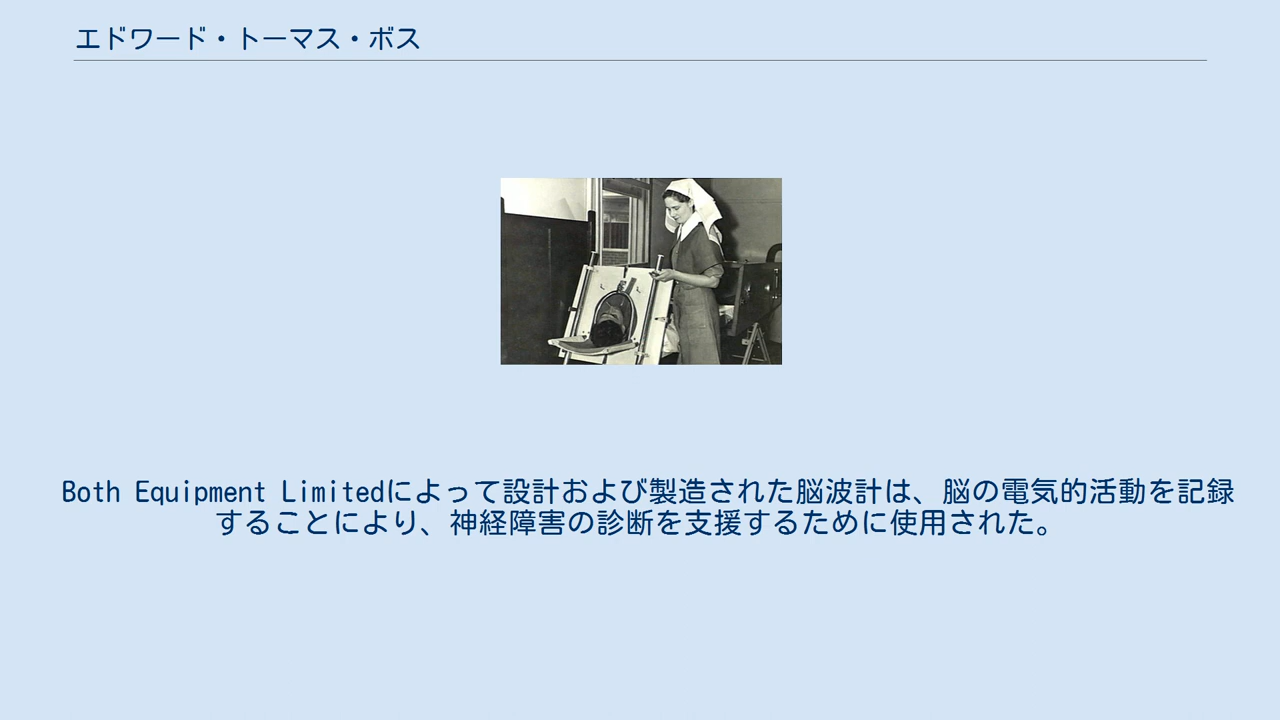 エドワード・トーマス・ボス
Both Equipment Limitedによって設計および製造された脳波計は、脳の電気的活動を記録
することにより、神経障害の診断を支援するために使用された。